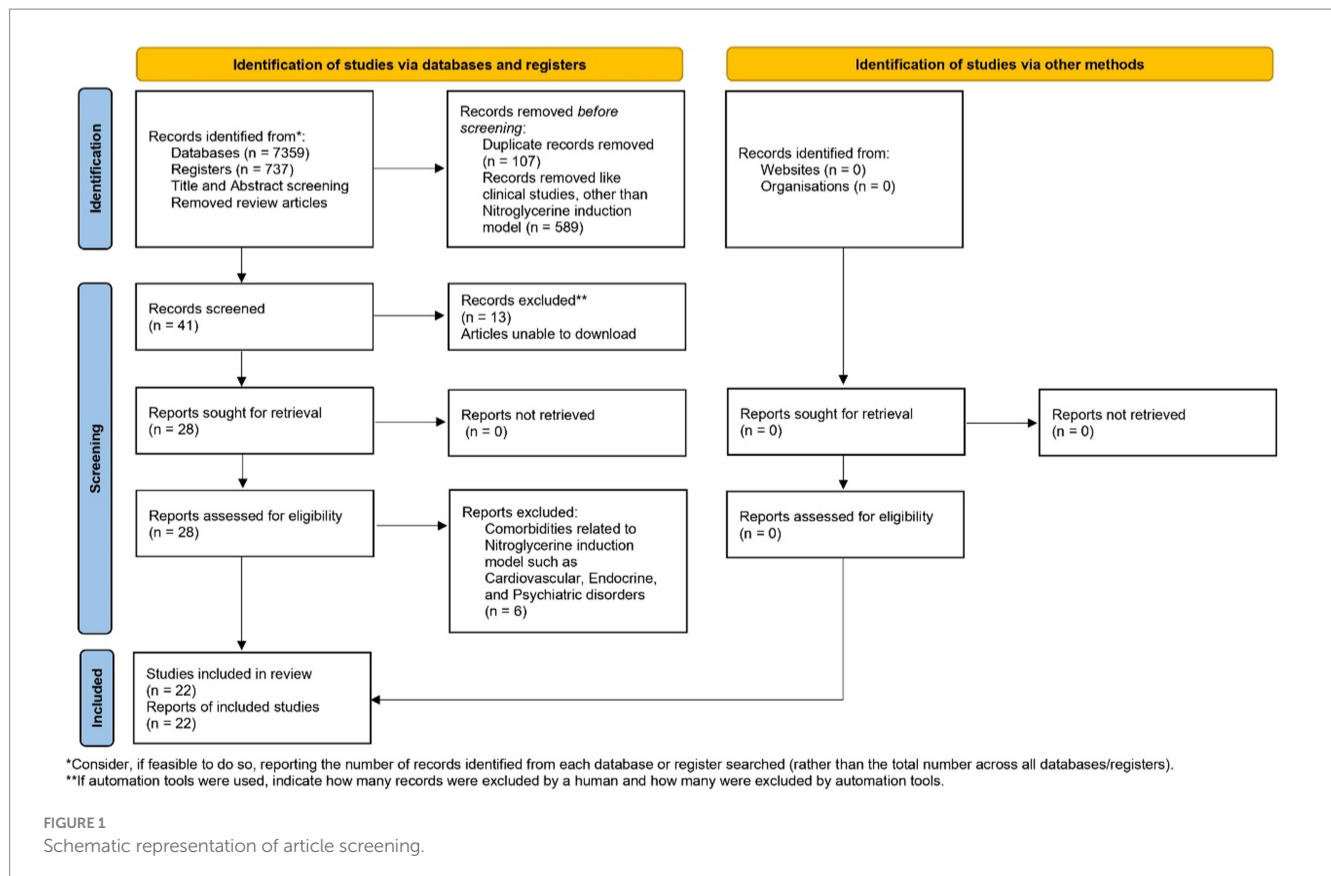 Identification of studies via databases and registers
Identification of studies via other methods
Identification
Records identified from*:
Databases (n = 7359)
Registers (n = 737)
Title and Abstract screening
Removed review articles
Records removed before
screening:
Duplicate records removed
(n = 107)
Records removed like
clinical studies, other than
Nitroglycerine induction
model (n = 589)
Records identified from:
Websites (n = 0)
Organisations (n = 0)
Screening
Records screened
(n = 41)
Records excluded**
(n = 13)
Articles unable to download
Reports sought for retrieval
(n = 28)
Reports not retrieved
(n = 0)
Reports sought for retrieval
(n = 0)
Reports not retrieved
(n = 0)
Reports assessed for eligibility
(n = 28)
Reports excluded:
Comorbidities related to
Nitroglycerine induction
model such as
Cardiovascular, Endocrine,
and Psychiatric disorders
(n = 6)
Reports assessed for eligibility
(n = 0)
Included
Studies included in review
(n = 22)
Reports of included studies
(n = 22)
*Consider, if feasible to do so, reporting the number of records identified from each database or register searched (rather than the total number across all databases/registers).
**If automation tools were used, indicate how many records were excluded by a human and how many were excluded by automation tools.
FIGURE 1
Schematic representation of article screening.